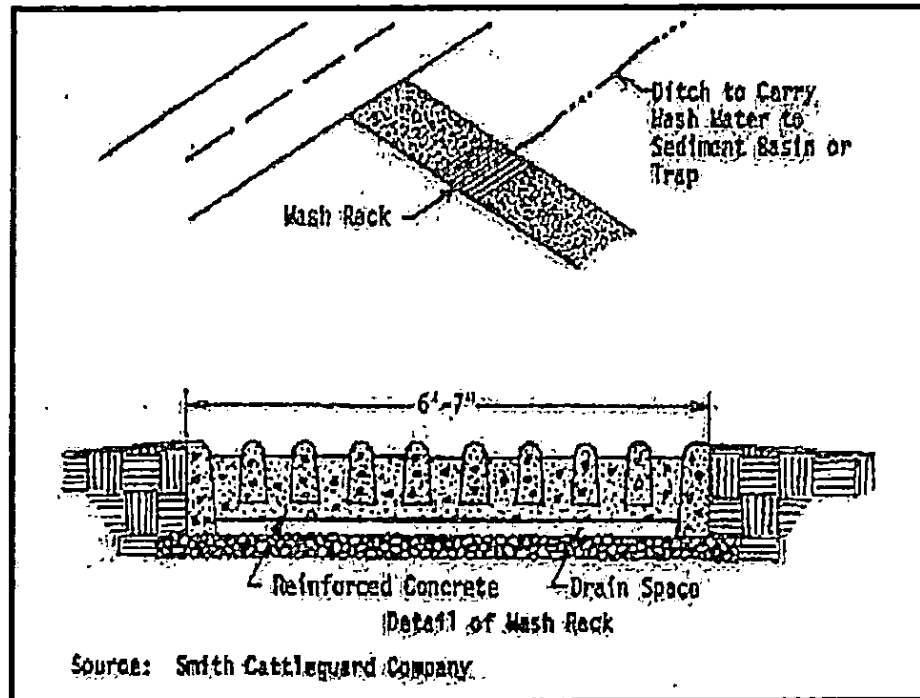 Ditch to Carry
Wash Water to
Sediment Basin or
Trap
Wash Rack
6'-7"
Reinforced Concrete
Drain Space
Detail of Wash Rack
Source: Smith Cattleguard Company